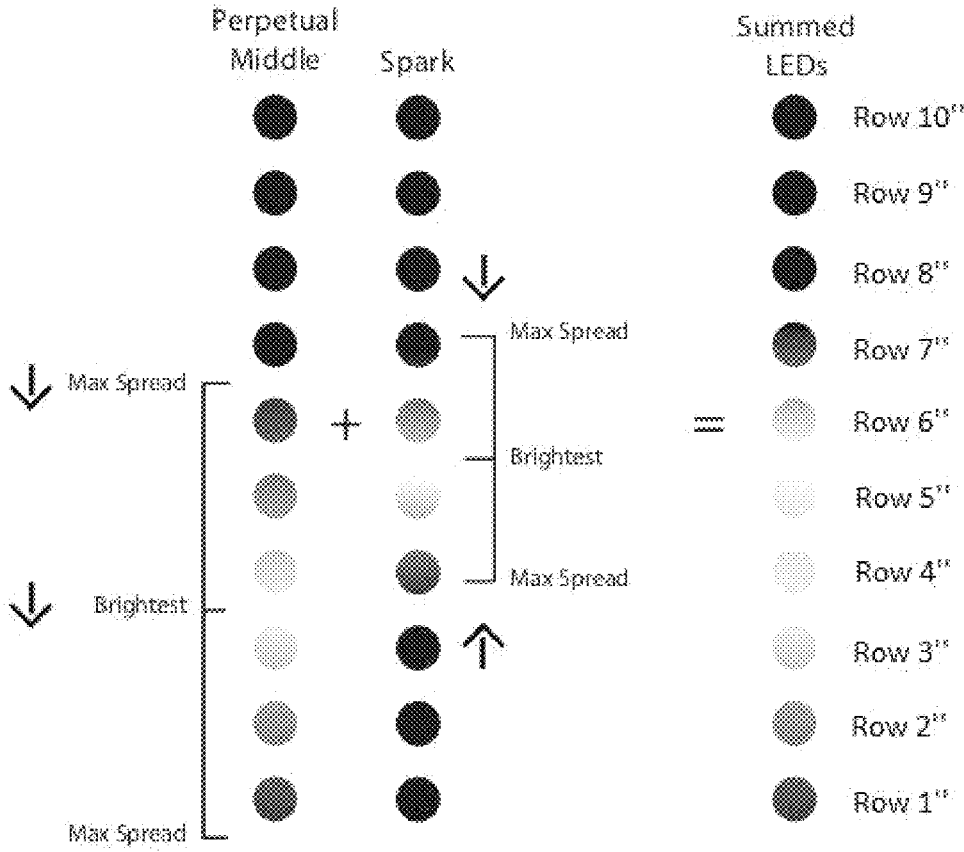 Perpetual
Middle
Spark
Summed
LEDs
Row 10"
Row 9"
Row 8"
Max Spread
Row 7"
Max Spread
+
=
Row 6"
Brightest
Row 5"
Max Spread
Row 4"
Brightest
Row 3"
Row 2"
Row 1"
Max Spread